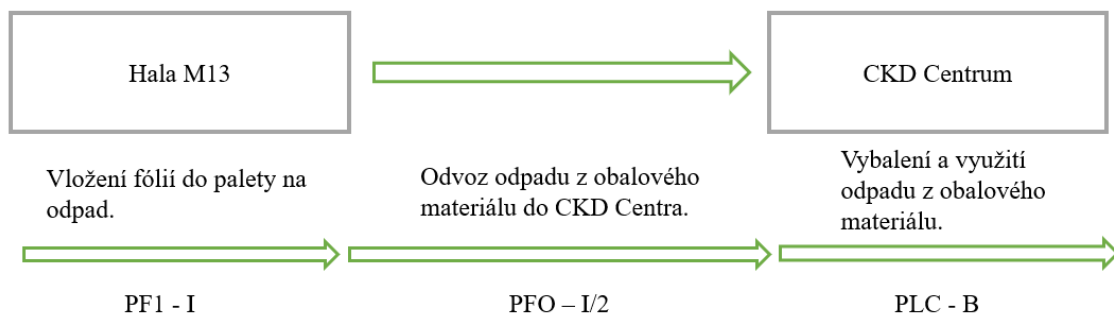 Hala M13
CKD Centrum
Vložení fólií do palety na
odpad.
Odvoz odpadu z obalového
materiálu do CKD Centra.
Vybalení a využití
odpadu z obalového
materiálu.
PF1 - I
PFO – I/2
PLC - B